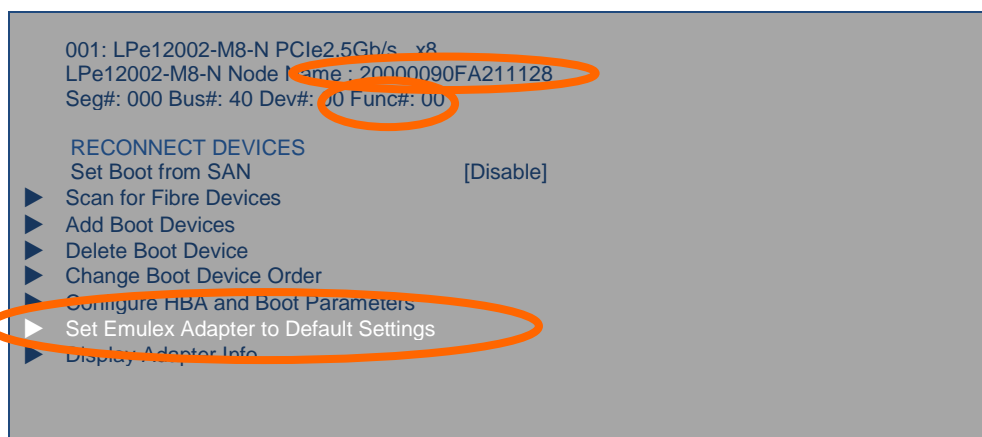 001: LPe12002-M8-N PCIe2.5Gb/s x8
LPe12002-M8-N Node Name : 20000090FA211128
Seg#: 000 Bus#: 40 Dev#: 00 Func#: 00
RECONNECT DEVICES
Set Boot from SAN [Disable]
Scan for Fibre Devices
Add Boot Devices
Delete Boot Device
Change Boot Device Order
Configure HBA and Boot Parameters
Set Emulex Adapter to Default Settings
Display Adapter Info